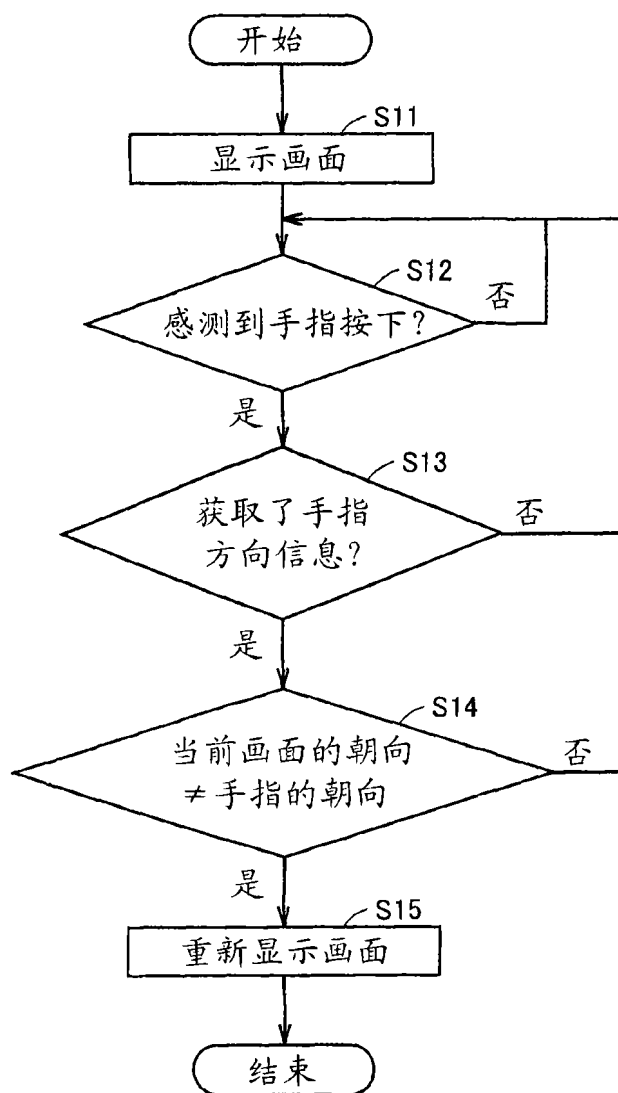 开始
S11
显示画面
S12
感测到手指按下?
否
是
S13
获取了手指
方向信息?
否
是
S14
当前画面的朝向
≠手指的朝向
否
是
S15
重新显示画面
结束